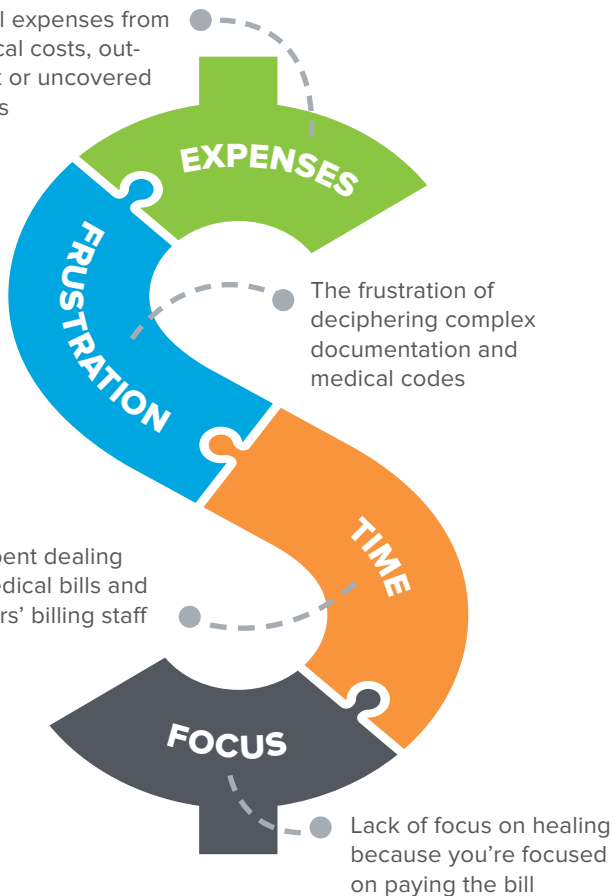 l expenses from
cal costs, out-
or uncovered
s
EXPENSES
FRUSTRATION
The frustration of
deciphering complex
documentation and
medical codes
TIME
ent dealing
edical bills and
rs’ billing staff
FOCUS
Lack of focus on healing
because you’re focused
on paying the bill